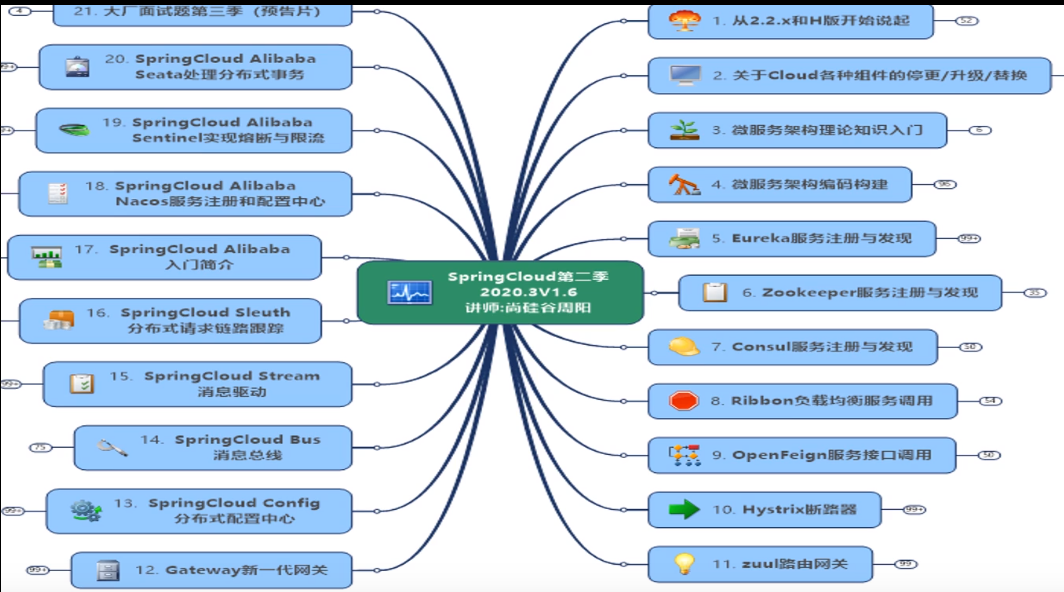 SpringCloud第二季
2020.3V1.6
讲师:尚硅谷周阳
1. 从2.2.x和H版开始说起
52
2. 关于Cloud各种组件的停更/升级/替换
3. 微服务架构理论知识入门
6
4. 微服务架构编码构建
96
5. Eureka服务注册与发现
99+
6. Zookeeper服务注册与发现
35
7. Consul服务注册与发现
50
8. Ribbon负载均衡服务调用
54
9. OpenFeign服务接口调用
50
10. Hystrix断路器
99+
11. zuul路由网关
99
12. Gateway新一代网关
99+
13. SpringCloud Config
分布式配置中心
99+
14. SpringCloud Bus
消息总线
75
15. SpringCloud Stream
消息驱动
99+
16. SpringCloud Sleuth
分布式请求链路跟踪
17. SpringCloud Alibaba
入门简介
18. SpringCloud Alibaba
Nacos服务注册和配置中心
19. SpringCloud Alibaba
Sentinel实现熔断与限流
20. SpringCloud Alibaba
Seata处理分布式事务
21. 大厂面试题第三季（预告片）
4